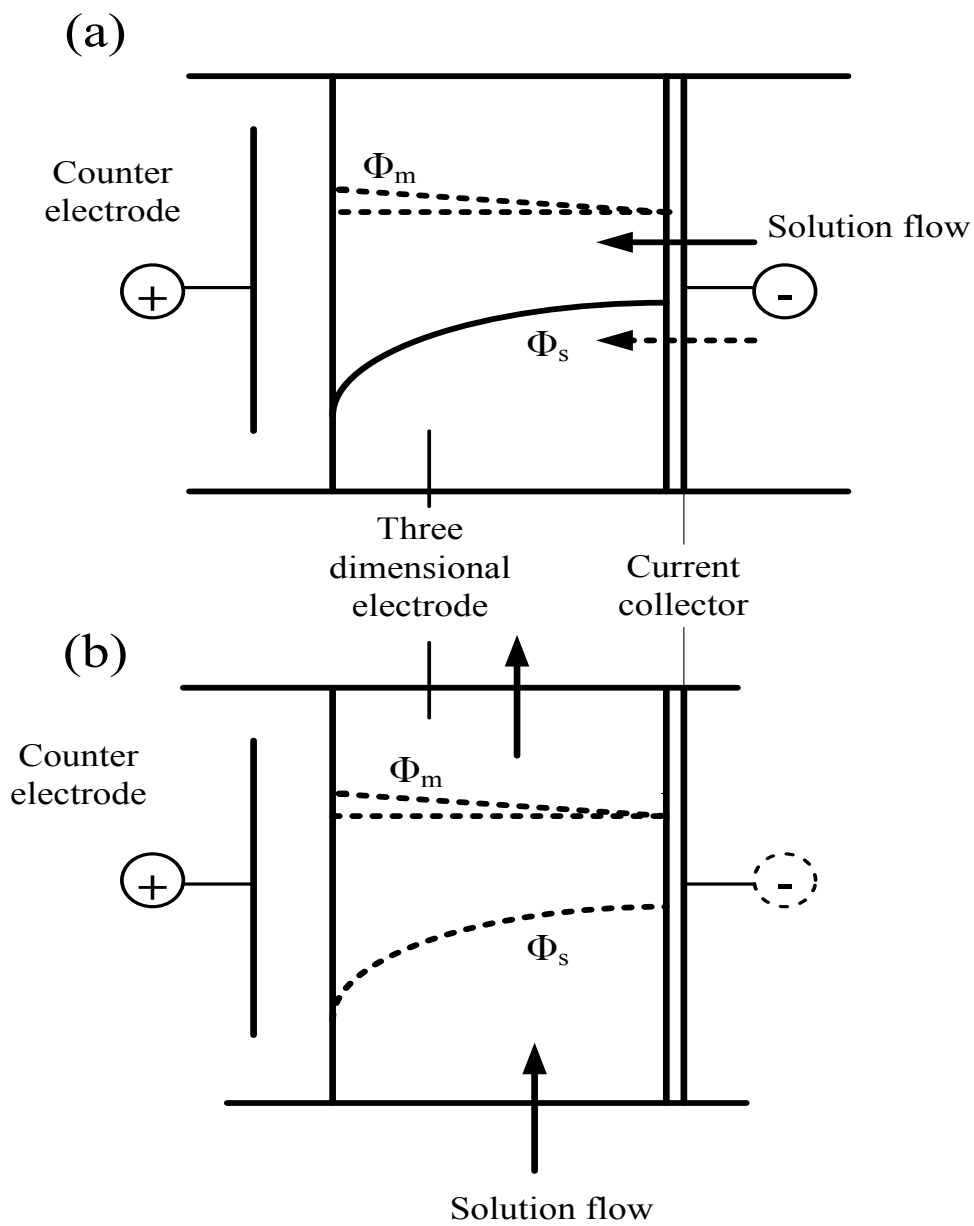 (a)
Counter
electrode
Φm
Solution flow
+
-
Φs
Three
dimensional
electrode
Current
collector
(b)
Counter
electrode
Φm
+
-
Φs
Solution flow